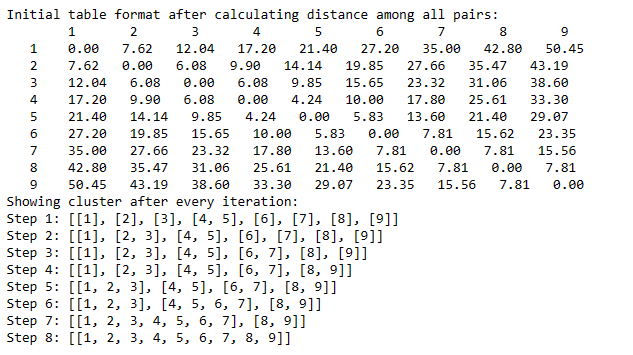 Initial table format after calculating distance among all pairs:
1 2 3 4 5 6 7 8 9
1 0.00 7.62 12.04 17.20 21.40 27.20 35.00 42.80 50.45
2 7.62 0.00 6.08 9.90 14.14 19.85 27.66 35.47 43.19
3 12.04 6.08 0.00 6.08 9.85 15.65 23.32 31.06 38.60
4 17.20 9.90 6.08 0.00 4.24 10.00 17.80 25.61 33.30
5 21.40 14.14 9.85 4.24 0.00 5.83 13.60 21.40 29.07
6 27.20 19.85 15.65 10.00 5.83 0.00 7.81 15.62 23.35
7 35.00 27.66 23.32 17.80 13.60 7.81 0.00 7.81 15.56
8 42.80 35.47 31.06 25.61 21.40 15.62 7.81 0.00 7.81
9 50.45 43.19 38.60 33.30 29.07 23.35 15.56 7.81 0.00
Showing cluster after every iteration:
Step 1: [[1], [2], [3], [4, 5], [6], [7], [8], [9]]
Step 2: [[1], [2, 3], [4, 5], [6], [7], [8], [9]]
Step 3: [[1], [2, 3], [4, 5], [6, 7], [8], [9]]
Step 4: [[1], [2, 3], [4, 5], [6, 7], [8, 9]]
Step 5: [[1, 2, 3], [4, 5], [6, 7], [8, 9]]
Step 6: [[1, 2, 3], [4, 5, 6, 7], [8, 9]]
Step 7: [[1, 2, 3, 4, 5, 6, 7], [8, 9]]
Step 8: [[1, 2, 3, 4, 5, 6, 7, 8, 9]]